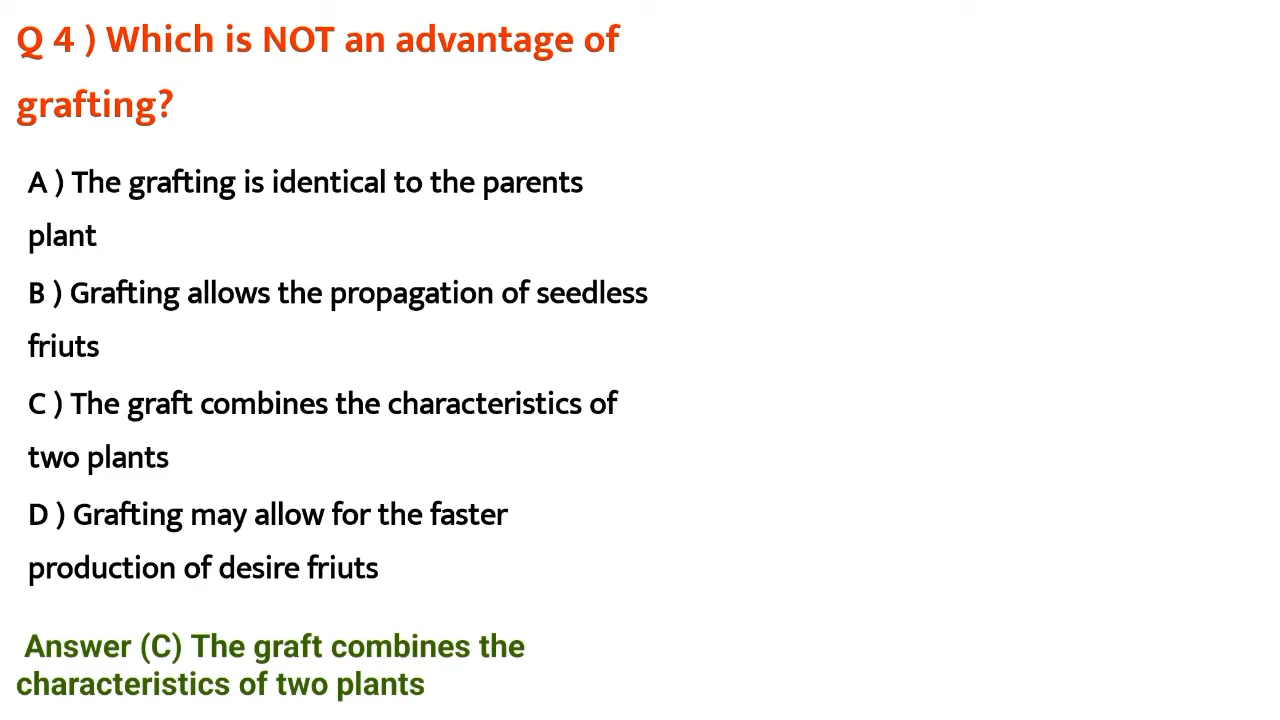 Q 4 ) Which is NOT an advantage of
grafting?
A ) The grafting is identical to the parents
plant
B ) Grafting allows the propagation of seedless
friuts
C ) The graft combines the characteristics of
two plants
D ) Grafting may allow for the faster
production of desire friuts
Answer (C) The graft combines the
characteristics of two plants